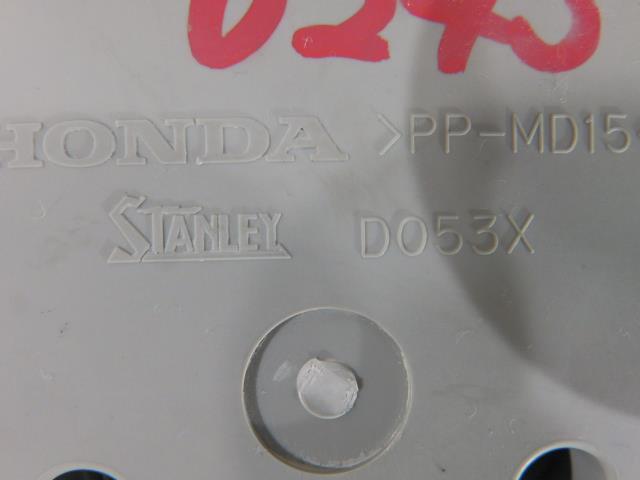 HONDA >PP-MD15<
STANLEY D053X